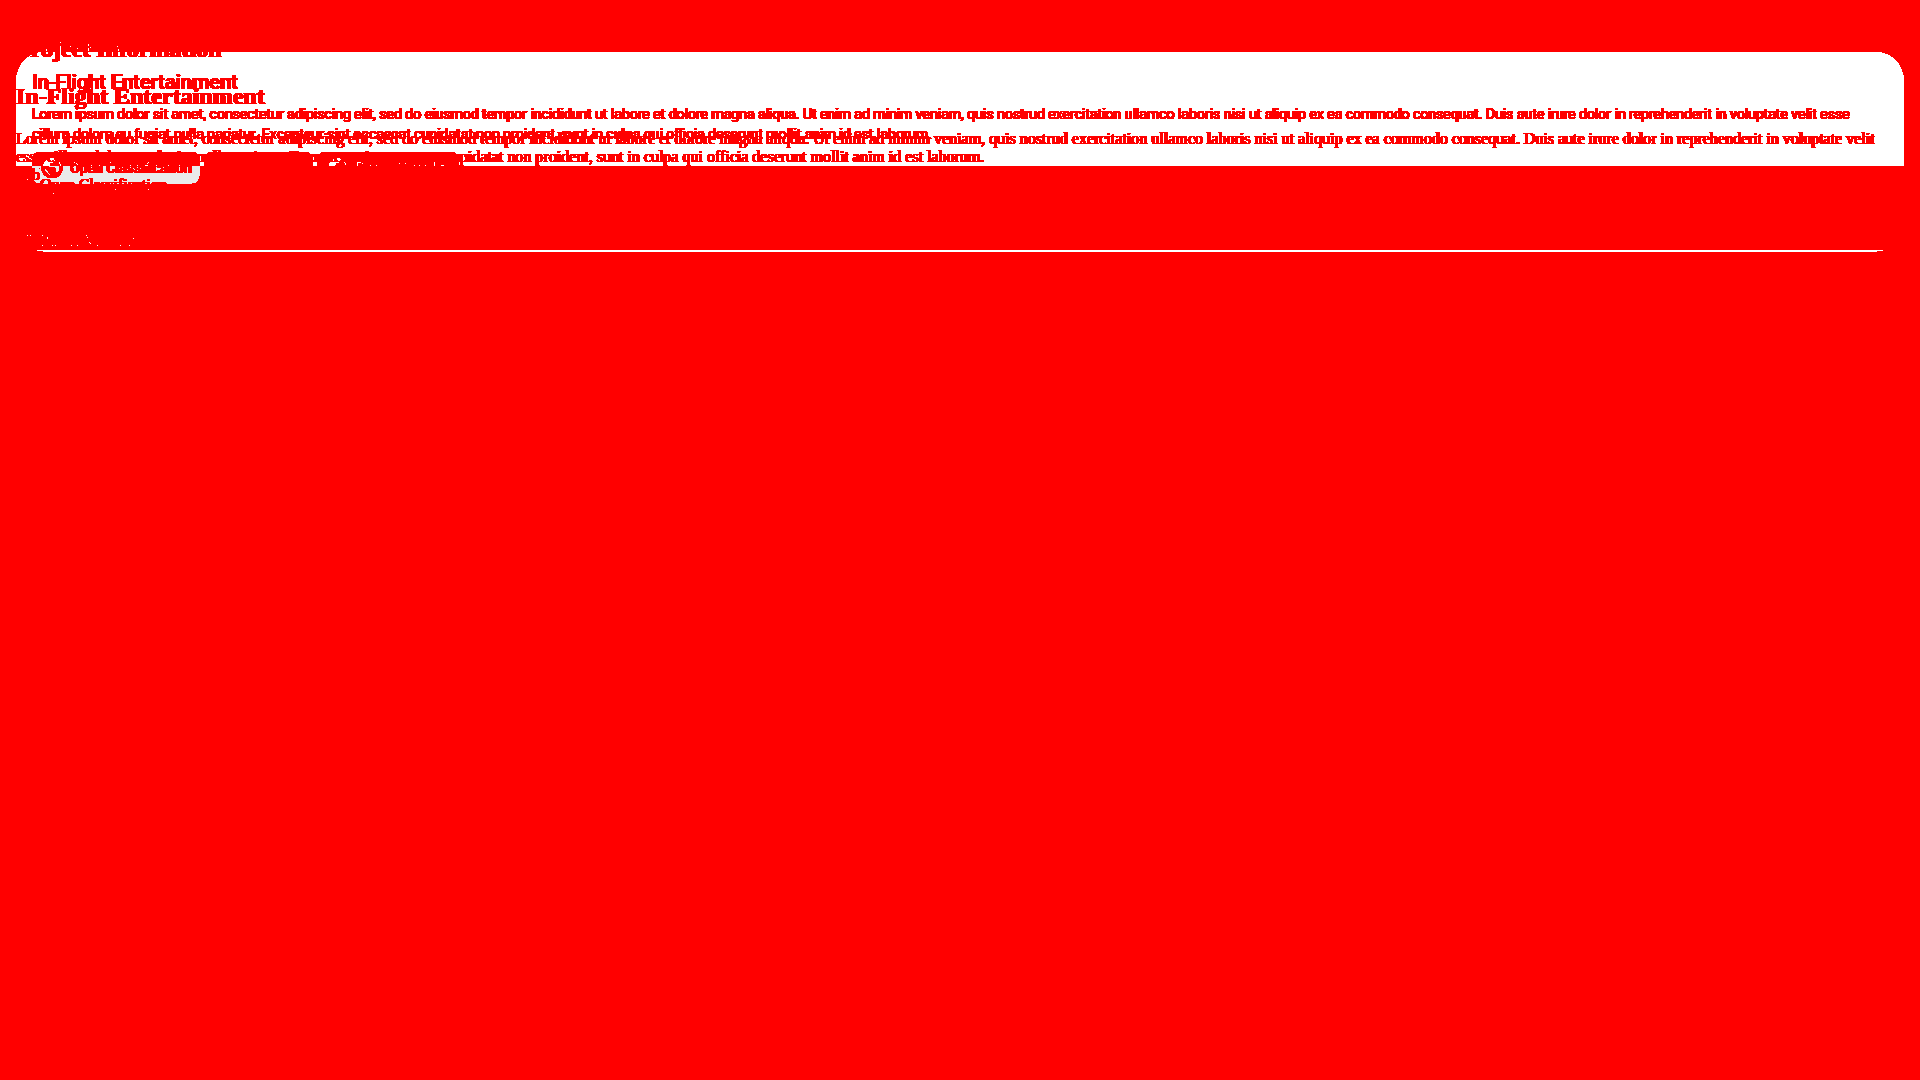 Project Information
In-Flight Entertainment
In-Flight Entertainment
Lorem ipsum dolor sit amet, consectetur adipiscing elit, sed do eiusmod tempor incididunt ut labore et dolore magna aliqua. Ut enim ad minim veniam, quis nostrud exercitation ullamco laboris nisi ut aliquip ex ea commodo consequat. Duis aute irure dolor in reprehenderit in voluptate velit esse
cillum dolore eu fugiat nulla pariatur. Excepteur sint occaecat cupidatat non proident, sunt in culpa qui officia deserunt mollit anim id est laborum.
Lorem ipsum dolor sit amet, consectetur adipiscing elit, sed do eiusmod tempor incididunt ut labore et dolore magna aliqua. Ut enim ad minim veniam, quis nostrud exercitation ullamco laboris nisi ut aliquip ex ea commodo consequat. Duis aute irure dolor in reprehenderit in voluptate velit
cupidatat non proident, sunt in culpa qui officia deserunt mollit anim id est laborum.
Open Classification
Open Classification